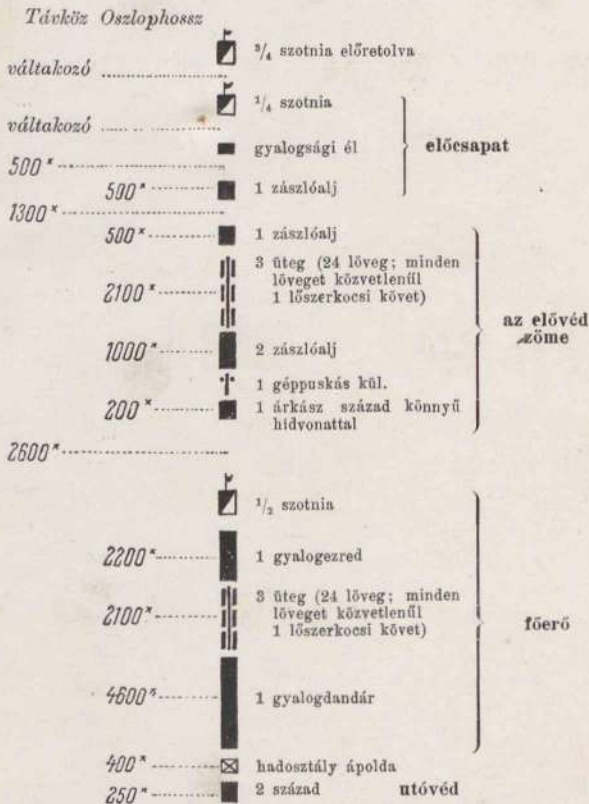 Távköz Oszlophossz
3/4 szotnia előretolva
váltakozó
1/4 szotnia
váltakozó
gyalogsági él
előcsapat
500ˣ
500ˣ 1 zászlóalj
1300ˣ
500ˣ 1 zászlóalj
3 üteg (24 löveg; minden
löveget közvetlenűl
1 lőszerkocsi követ)
2100ˣ
az elővéd
zöme
1000ˣ 2 zászlóalj
1 géppuskás kül.
200ˣ 1 árkász század könnyű
hidvonattal
2600ˣ
1/2 szotnia
2200ˣ 1 gyalogezred
3 üteg (24 löveg; minden
löveget közvetlenűl
1 lőszerkocsi követ)
2100ˣ
főerő
4600ˣ 1 gyalogdandár
400ˣ hadosztály ápolda
250ˣ 2 század utóvéd